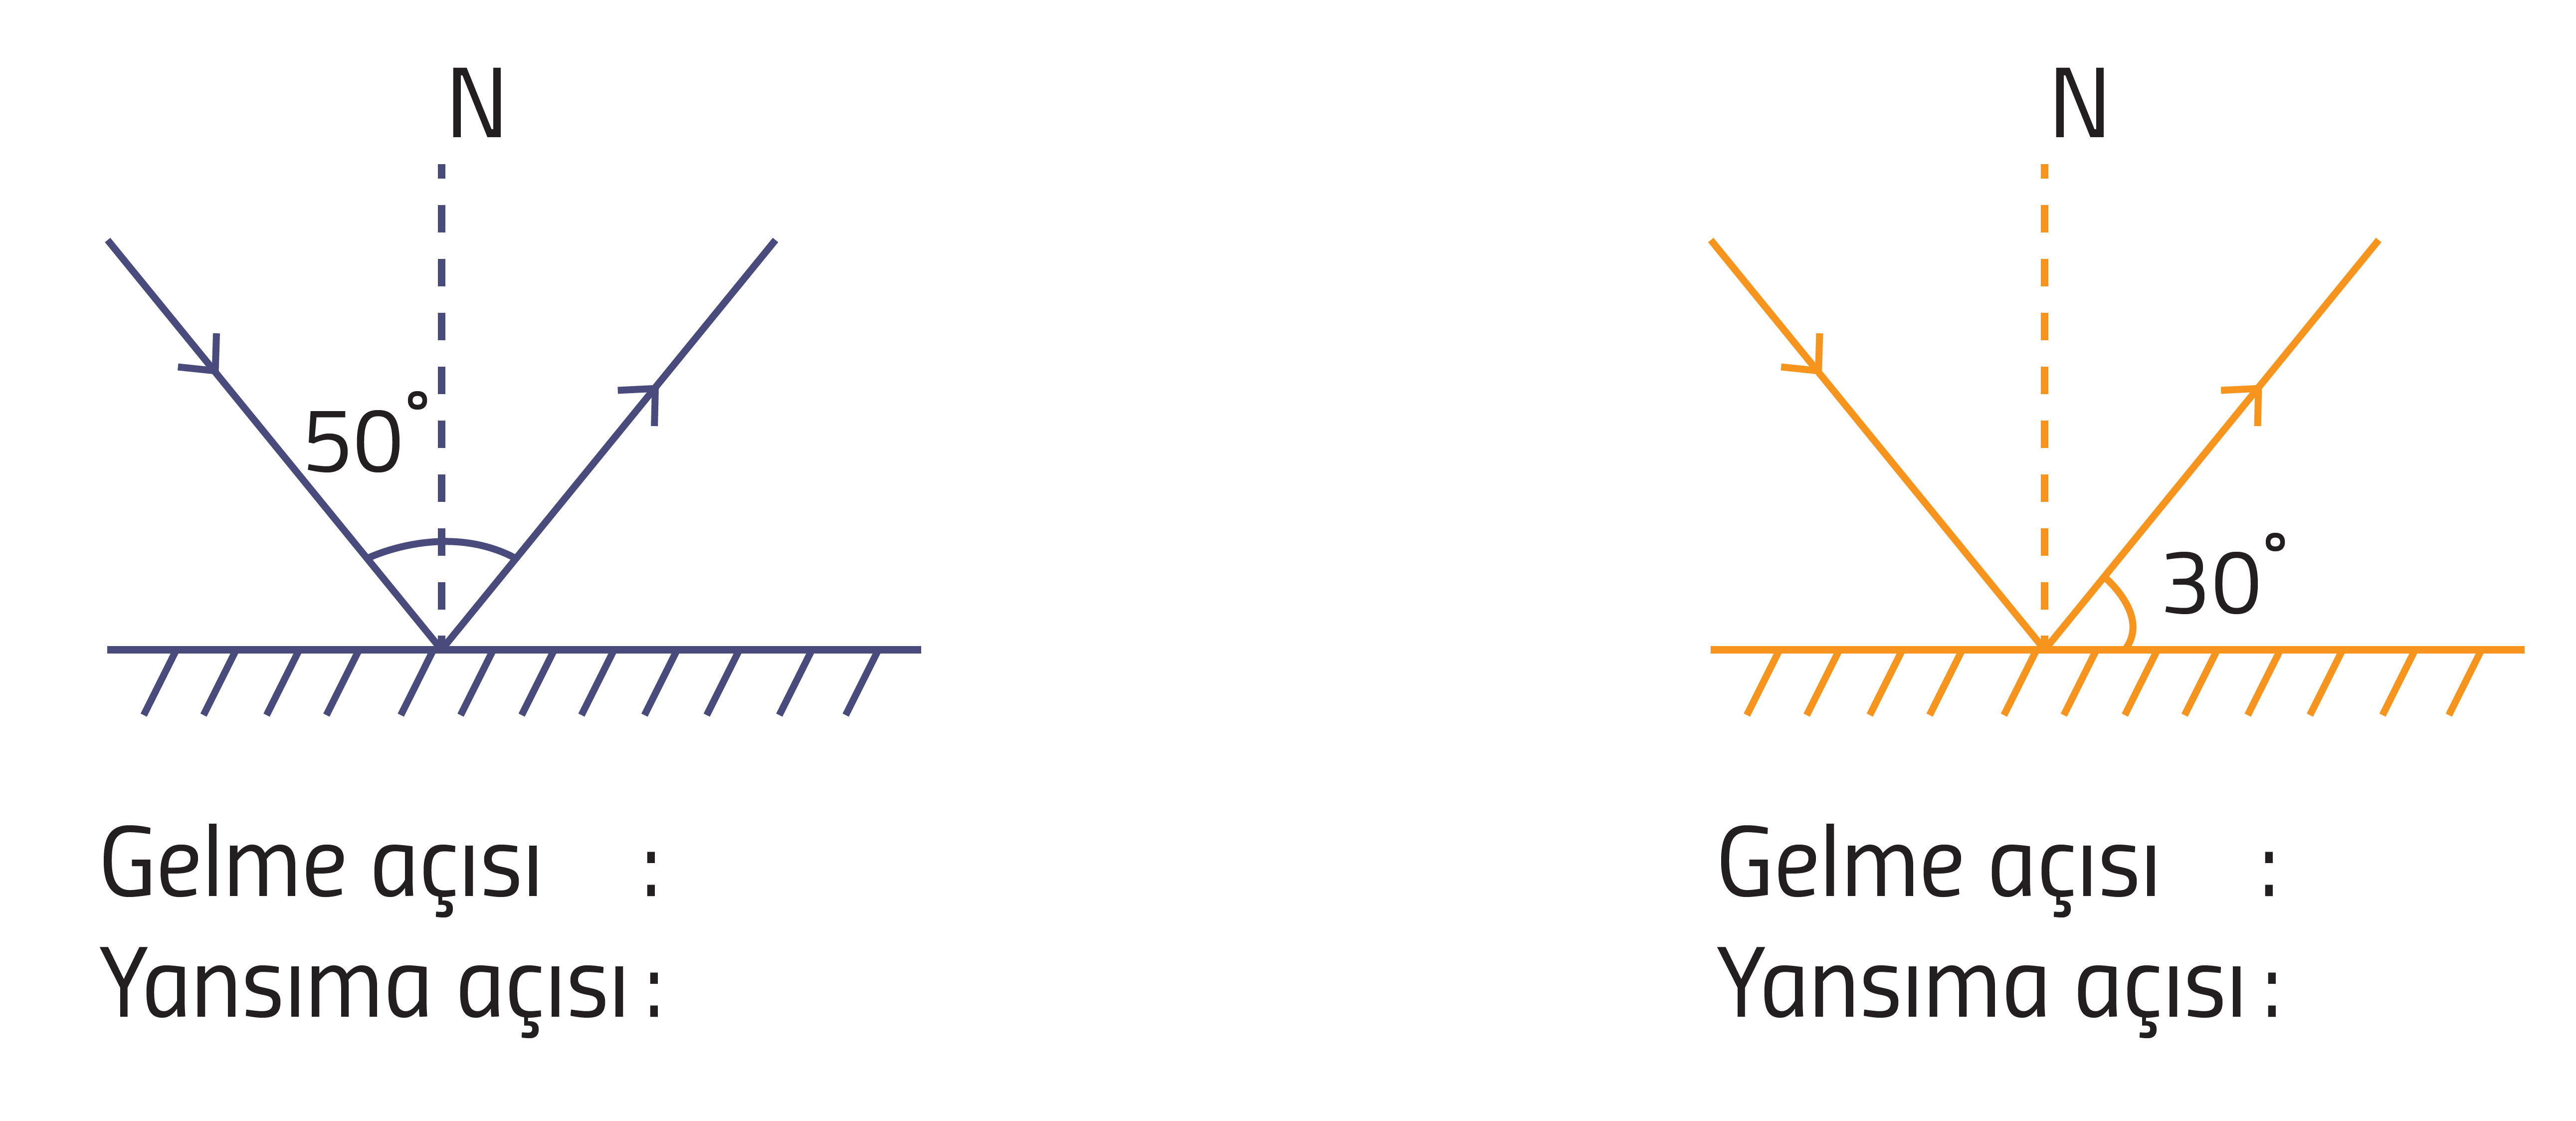 N
50°
Gelme açısı :
Yansıma açısı :
N
30°
Gelme açısı :
Yansıma açısı :